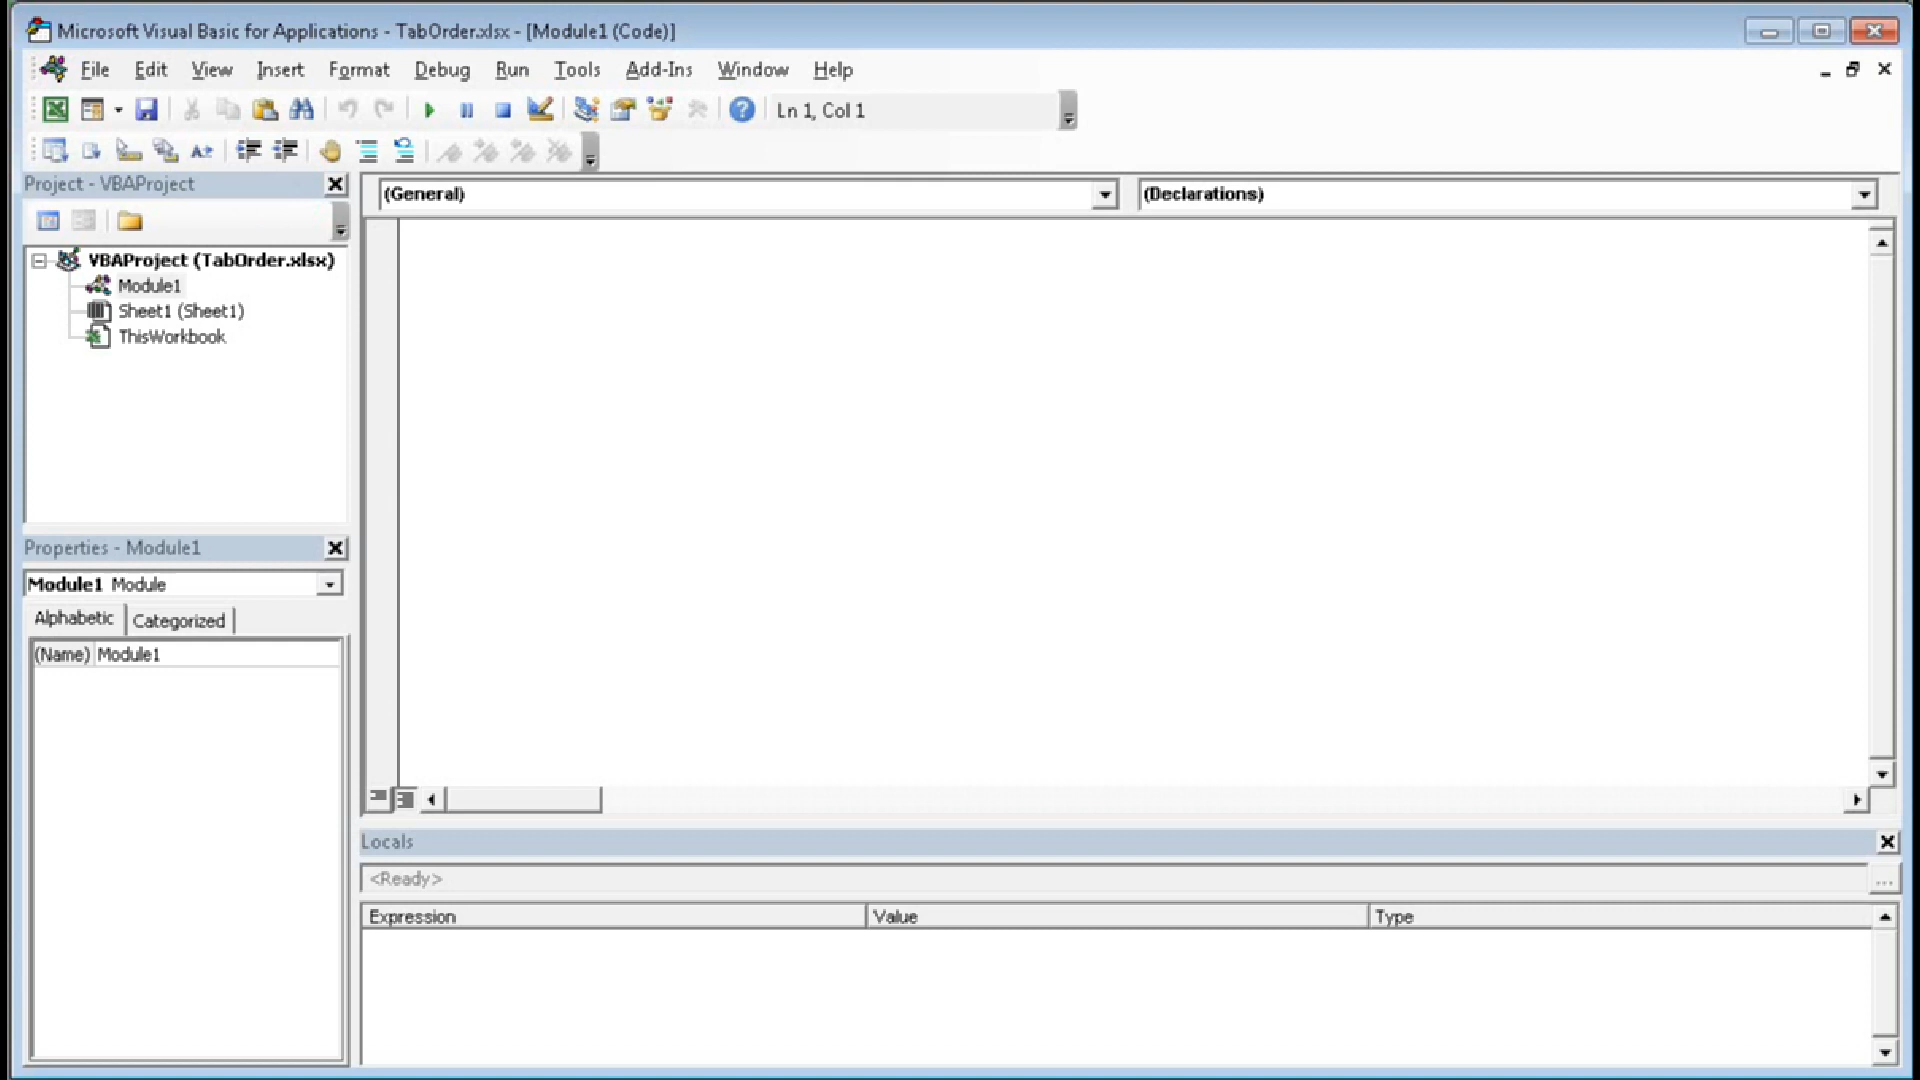 Microsoft Visual Basic for Applications - TabOrder.xlsx - [Module1 (Code)]
File Edit View Insert Format Debug Run Tools Add-Ins Window Help
Ln 1, Col 1
Project - VBAProject
(General)
(Declarations)
VBAProject (TabOrder.xlsx)
Module1
Sheet1 (Sheet1)
ThisWorkbook
Properties - Module1
Module1 Module
Alphabetic Categorized
(Name) Module1
Locals
<Ready>
...
Expression Value Type